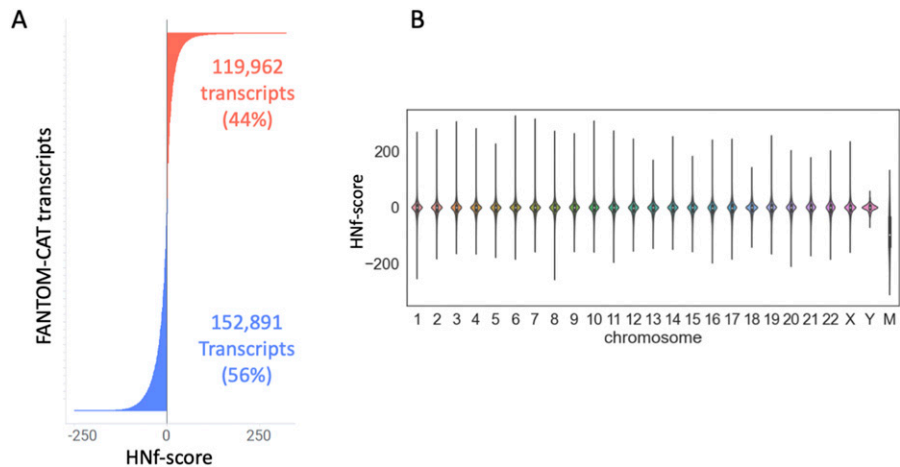 A
FANTOM-CAT transcripts
119,962
transcripts
(44%)
152,891
Transcripts
(56%)
-250 0 250
HNf-score
B
HNf-score
200
0
−200
1 2 3 4 5 6 7 8 9 10 11 12 13 14 15 16 17 18 19 20 21 22 X Y M
chromosome